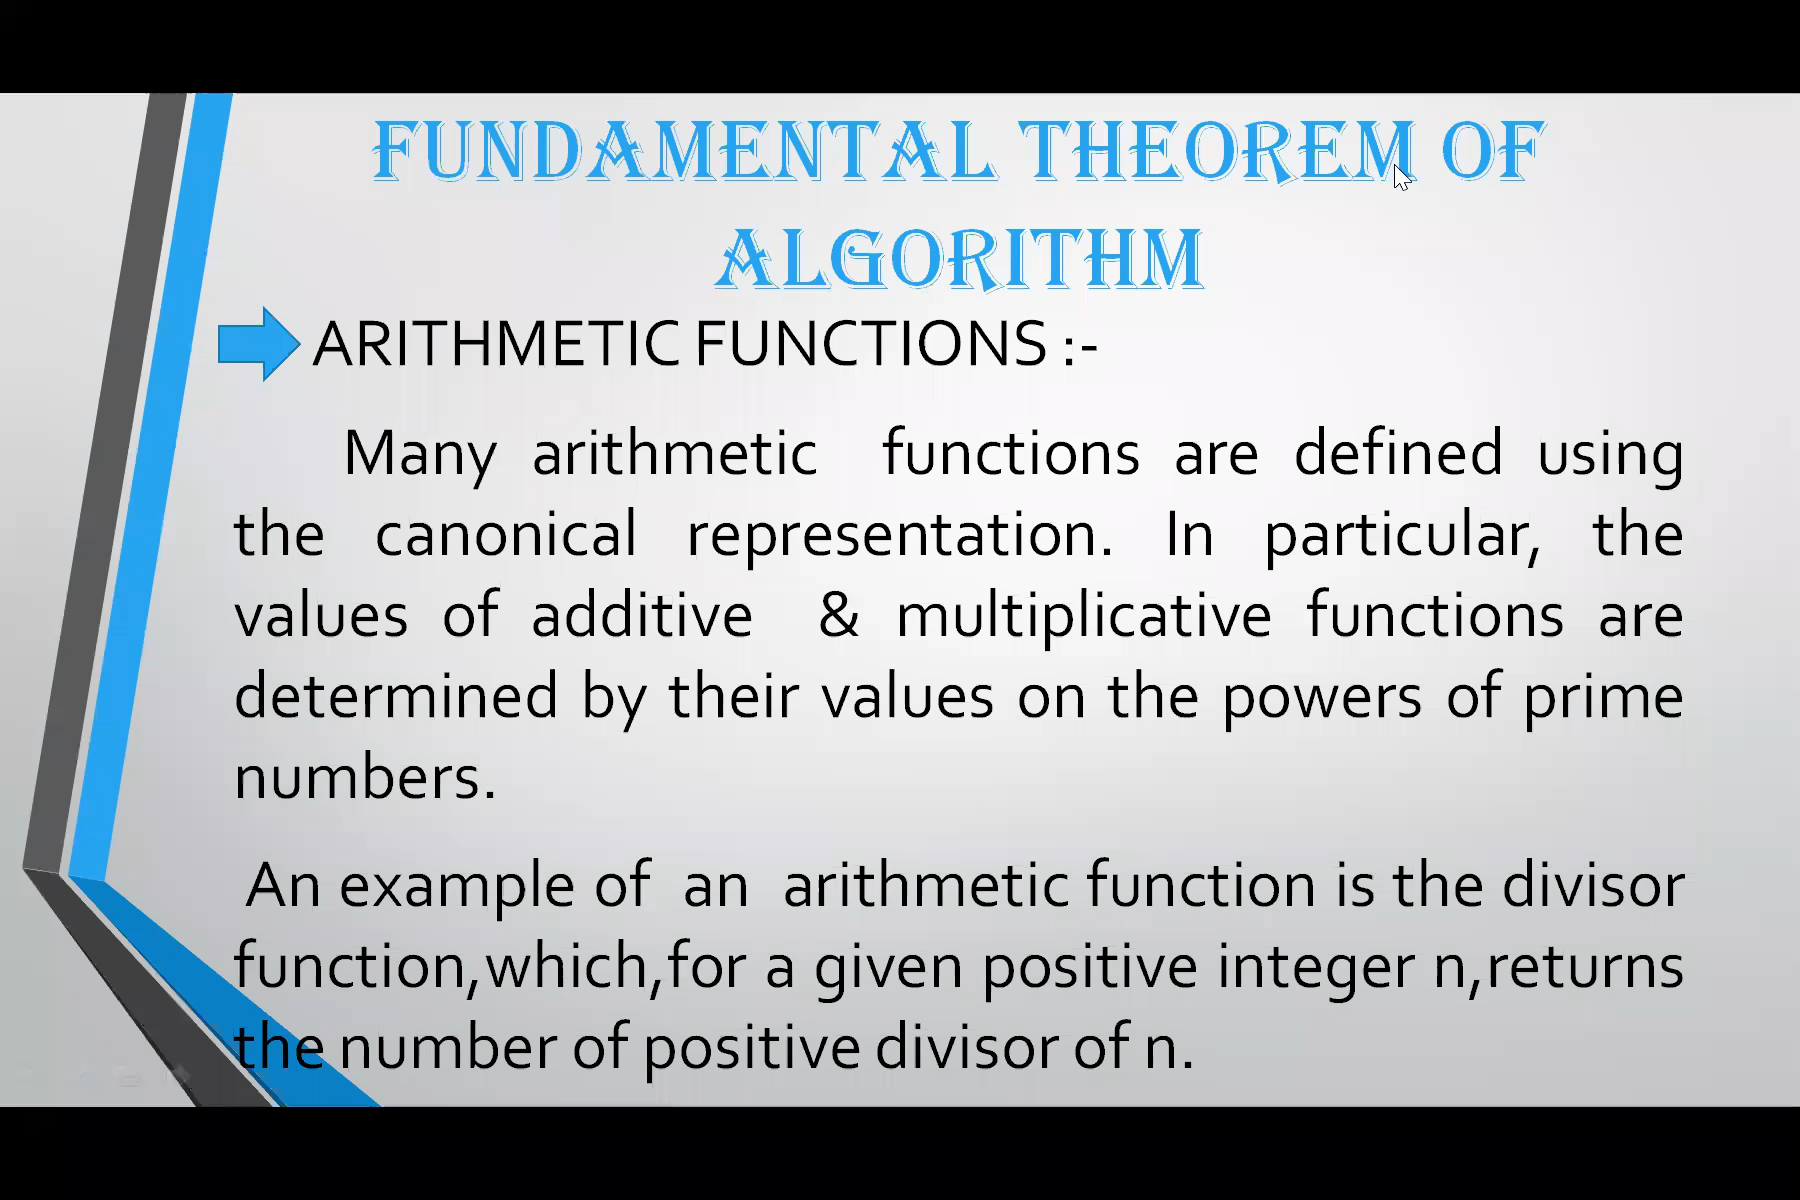 FUNDAMENTAL THEOREM OF
ALGORITHM
ARITHMETIC FUNCTIONS :-
Many arithmetic functions are defined using
the canonical representation. In particular, the
values of additive & multiplicative functions are
determined by their values on the powers of prime
numbers.
An example of an arithmetic function is the divisor
function,which,for a given positive integer n,returns
the number of positive divisor of n.